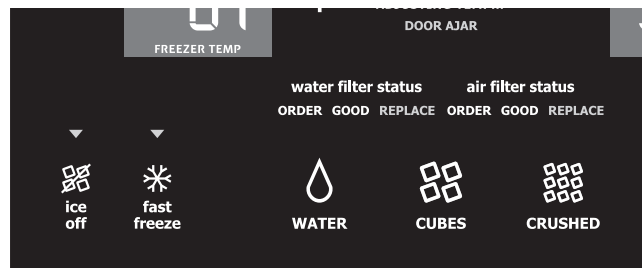 DOOR AJAR
FREEZER TEMP
water filter status air filter status
ORDER GOOD REPLACE ORDER GOOD REPLACE
ice off
fast freeze
WATER
CUBES
CRUSHED